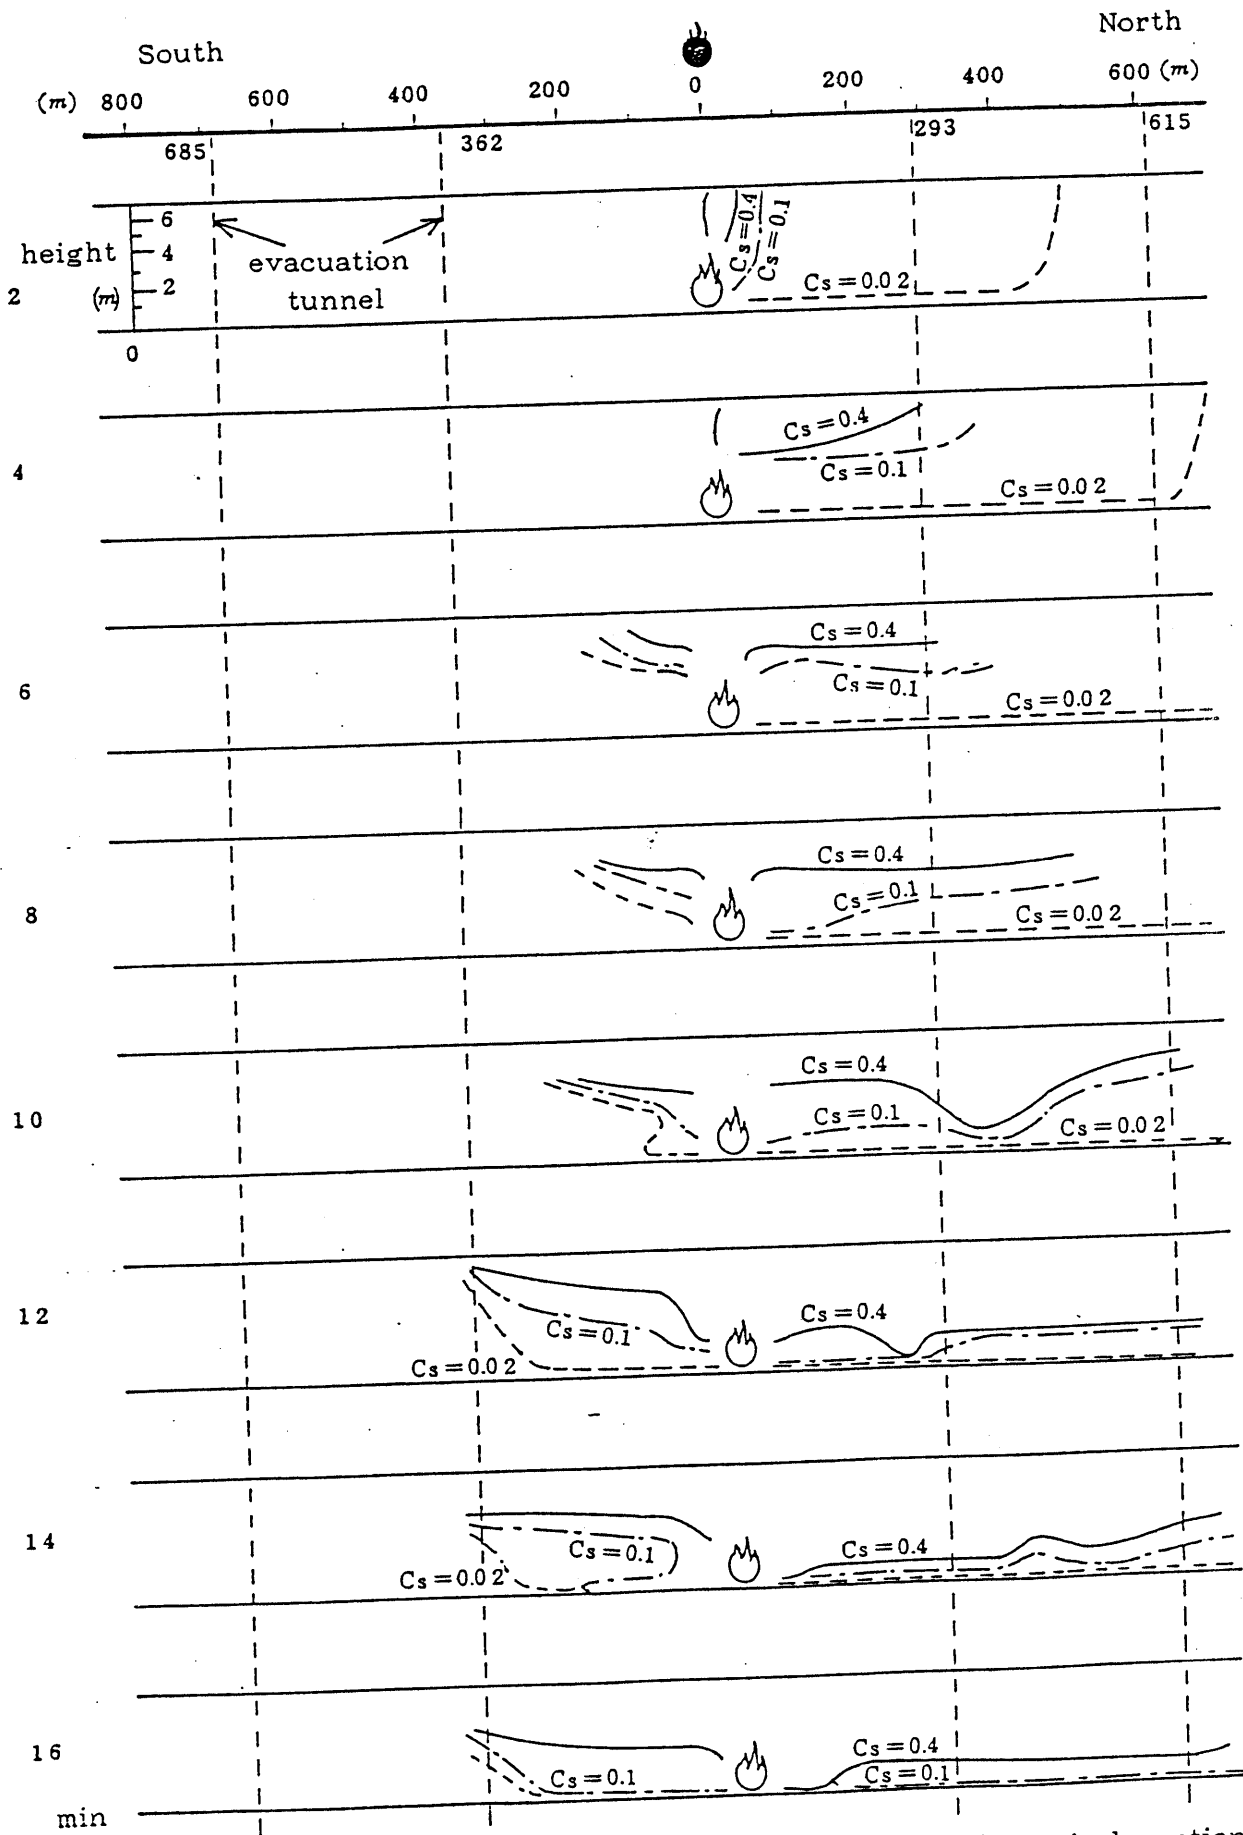 South North
(m) 800 600 400 200 0 200 400 600 (m)
685 362 293 615
6
height 4
evacuation
2 (m) 2
tunnel
0
Cs=0.4
Cs=0.1
Cs=0.02
4
Cs=0.4
Cs=0.1
Cs=0.02
6
Cs=0.4
Cs=0.1
Cs=0.02
8
Cs=0.4
Cs=0.1
Cs=0.02
10
Cs=0.4
Cs=0.1
Cs=0.02
12
Cs=0.4
Cs=0.1
Cs=0.02
14
Cs=0.4
Cs=0.1
Cs=0.02
16
Cs=0.4
Cs=0.1 Cs=0.1
min